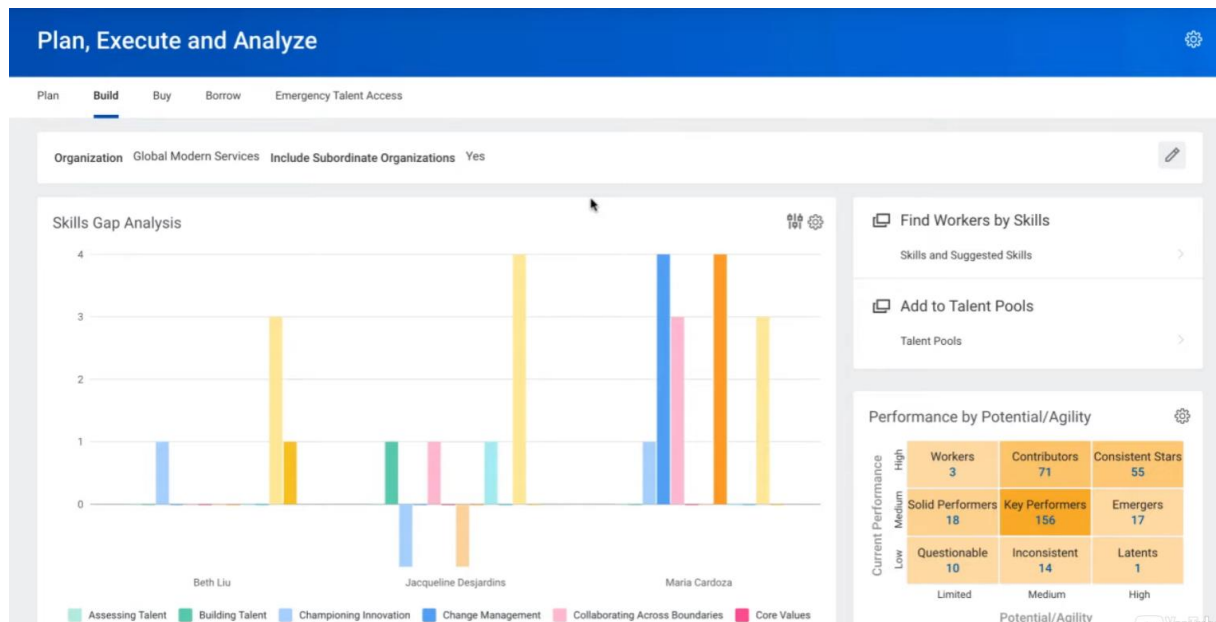 Plan, Execute and Analyze
Plan Build Buy Borrow Emergency Talent Access
Organization Global Modern Services Include Subordinate Organizations Yes
Skills Gap Analysis
4
3
2
1
0
Beth Liu Jacqueline Desjardins Maria Cardoza
Assessing Talent Building Talent Championing Innovation Change Management Collaborating Across Boundaries Core Values
Find Workers by Skills
Skills and Suggested Skills
Add to Talent Pools
Talent Pools
Performance by Potential/Agility
Current Performance
High
Workers Contributors Consistent Stars
3 71 55
Medium
Solid Performers Key Performers Emergers
18 156 17
Low
Questionable Inconsistent Latents
10 14 1
Limited Medium High
Potential/Agility